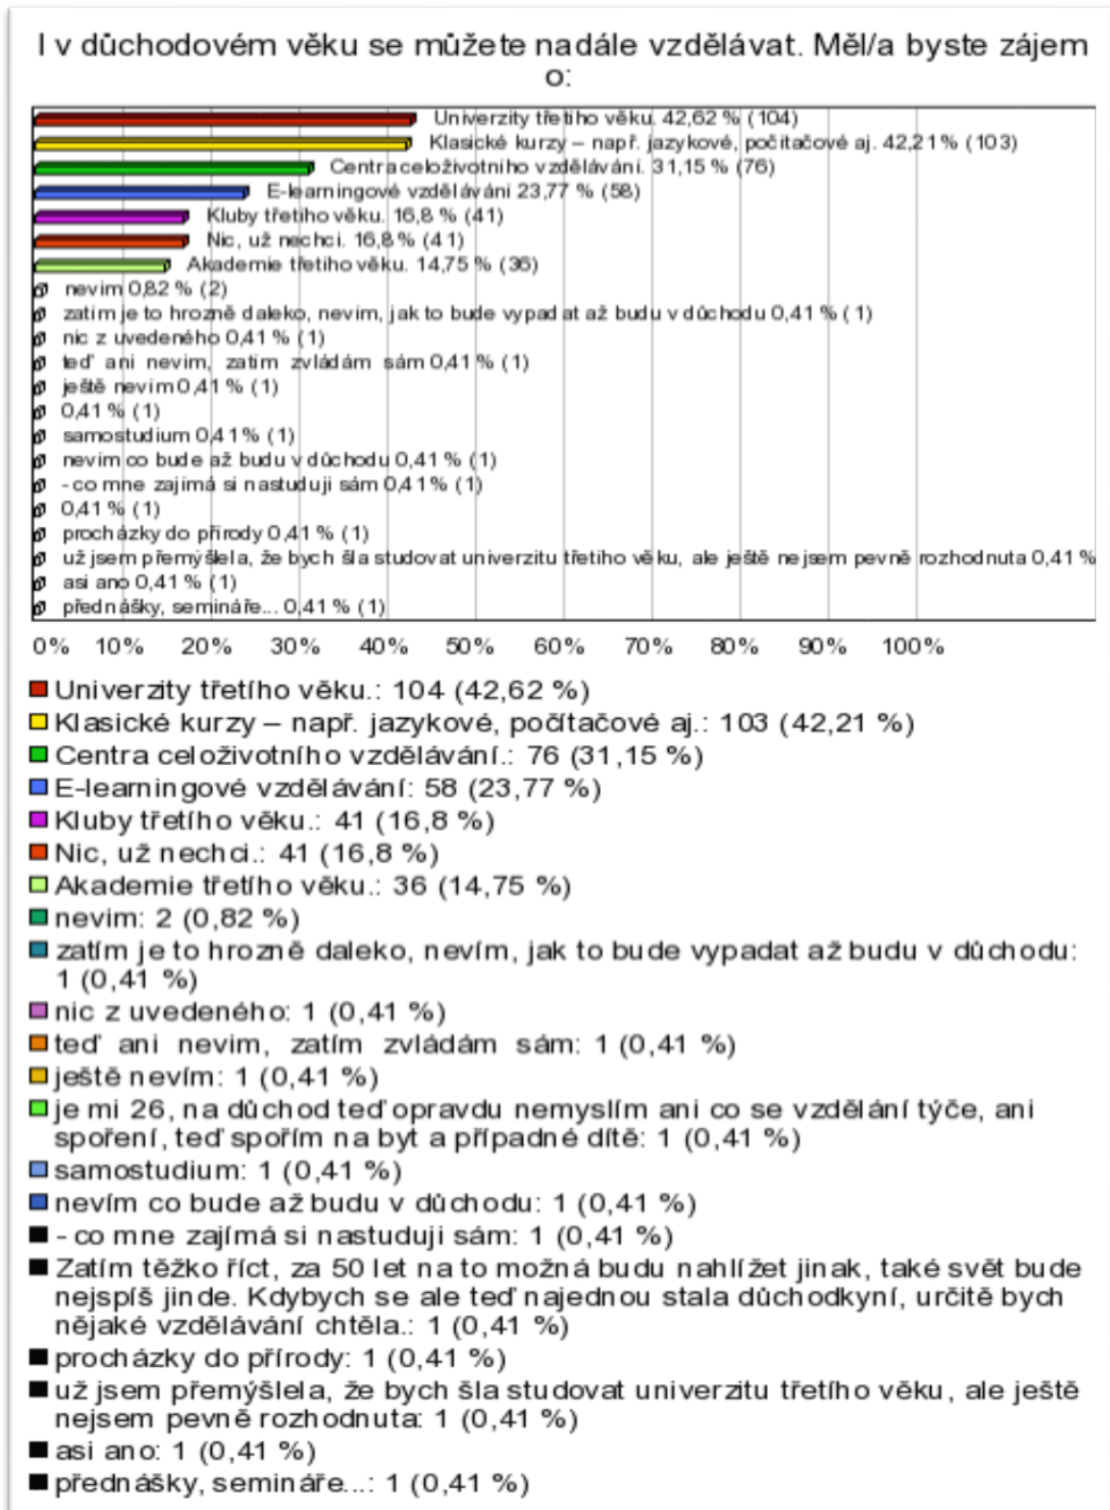 I v důchodovém věku se můžete nadále vzdělávat. Měl/a byste zájem
o:
Univerzity třetího věku. 42,62 % (104)
Klasické kurzy – např. jazykové, počítačové aj. 42,21 % (103)
Centra celoživotního vzdělávání. 31,15 % (76)
E-learningové vzdělávání 23,77 % (58)
Kluby třetího věku. 16,8 % (41)
Nic, už nechci. 16,8 % (41)
Akademie třetího věku. 14,75 % (36)
nevim 0,82 % (2)
zatím je to hrozně daleko, nevím, jak to bude vypadat až budu v důchodu 0,41 % (1)
nic z uvedeného 0,41 % (1)
teď ani nevim, zatím zvládám sám 0,41 % (1)
ještě nevím 0,41 % (1)
0,41 % (1)
samostudium 0,41 % (1)
nevím co bude až budu v důchodu 0,41 % (1)
- co mne zajímá si nastuduji sám 0,41 % (1)
0,41 % (1)
procházky do přírody 0,41 % (1)
už jsem přemýšlela, že bych šla studovat univerzitu třetího věku, ale ještě nejsem pevně rozhodnuta 0,41 %
asi ano 0,41 % (1)
přednášky, semináře... 0,41 % (1)
0% 10% 20% 30% 40% 50% 60% 70% 80% 90% 100%
Univerzity třetího věku.: 104 (42,62 %)
Klasické kurzy – např. jazykové, počítačové aj.: 103 (42,21 %)
Centra celoživotního vzdělávání.: 76 (31,15 %)
E-learningové vzdělávání: 58 (23,77 %)
Kluby třetího věku.: 41 (16,8 %)
Nic, už nechci.: 41 (16,8 %)
Akademie třetího věku.: 36 (14,75 %)
nevim: 2 (0,82 %)
zatím je to hrozně daleko, nevím, jak to bude vypadat až budu v důchodu:
1 (0,41 %)
nic z uvedeného: 1 (0,41 %)
teď ani nevim, zatím zvládám sám: 1 (0,41 %)
ještě nevím: 1 (0,41 %)
je mi 26, na důchod teď opravdu nemyslím ani co se vzdělání týče, ani
spoření, teď spořím na byt a případné dítě: 1 (0,41 %)
samostudium: 1 (0,41 %)
nevím co bude až budu v důchodu: 1 (0,41 %)
- co mne zajímá si nastuduji sám: 1 (0,41 %)
Zatím těžko říct, za 50 let na to možná budu nahlížet jinak, také svět bude
nejspíš jinde. Kdybych se ale teď najednou stala důchodkyní, určitě bych
nějaké vzdělávání chtěla.: 1 (0,41 %)
procházky do přírody: 1 (0,41 %)
už jsem přemýšlela, že bych šla studovat univerzitu třetího věku, ale ještě
nejsem pevně rozhodnuta: 1 (0,41 %)
asi ano: 1 (0,41 %)
přednášky, semináře...: 1 (0,41 %)